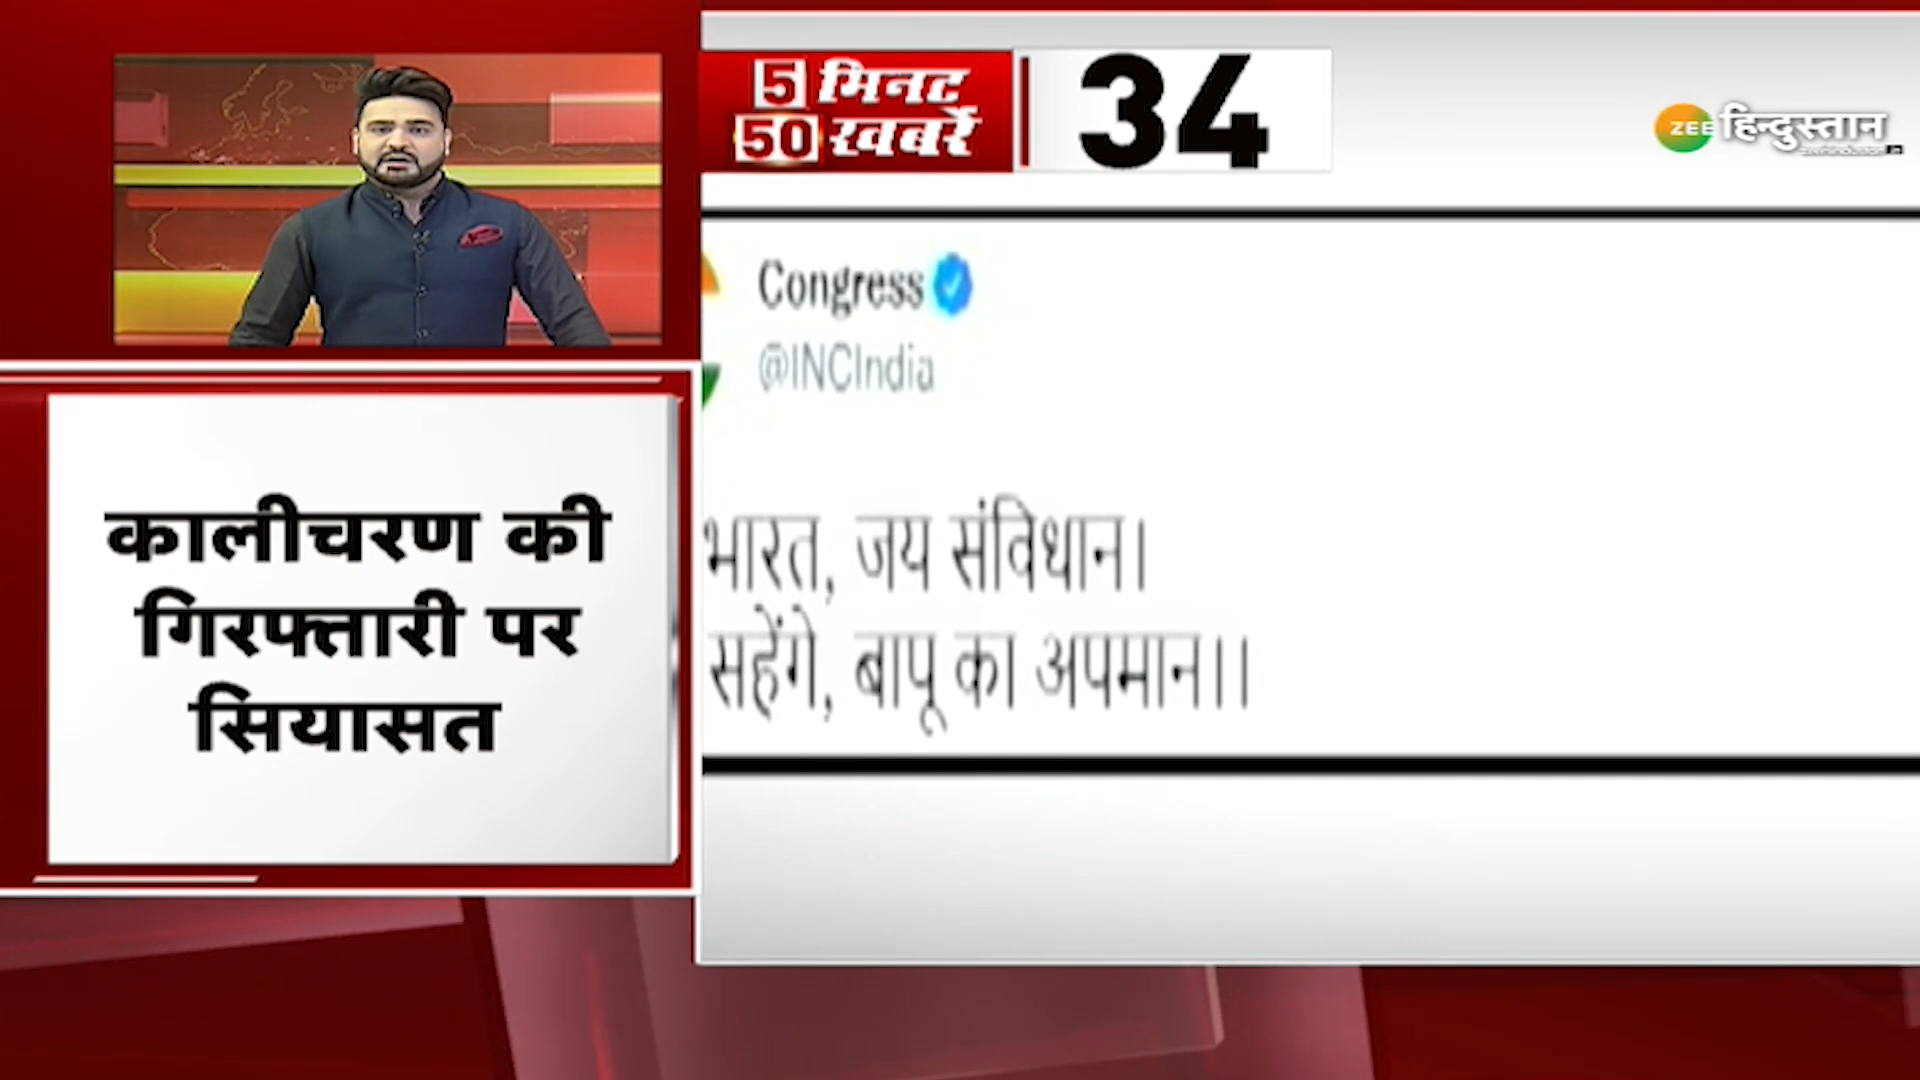 5 मिनट
50 खबरें
34
ZEE हिन्दुस्तान
Congress
@INCIndia
भारत, जय संविधान।
सहेंगे, बापू का अपमान।।
कालीचरण की
गिरफ्तारी पर
सियासत